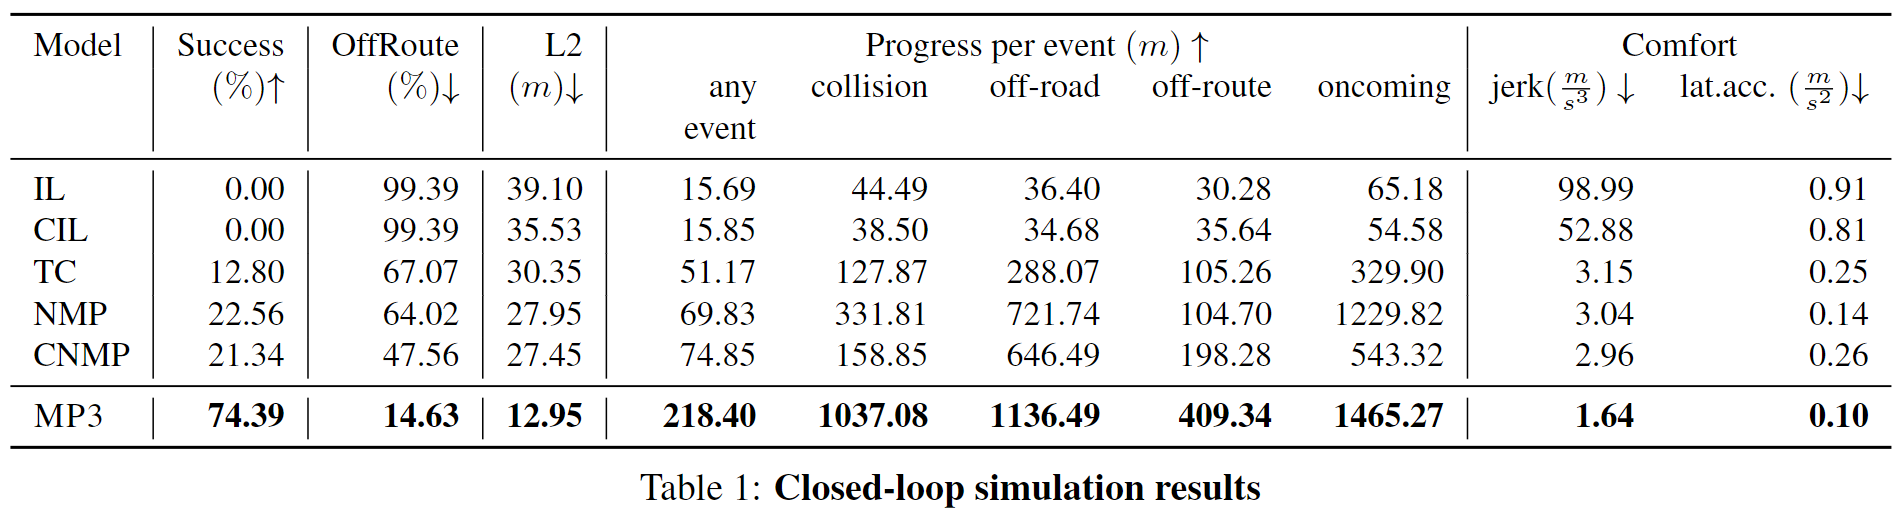 Model Success OffRoute L2 Progress per event (m) ↑ Comfort
(%)↑ (%)↓ (m)↓ any collision off-road off-route oncoming jerk(m/s³) ↓ lat.acc. (m/s²)↓
event
IL 0.00 99.39 39.10 15.69 44.49 36.40 30.28 65.18 98.99 0.91
CIL 0.00 99.39 35.53 15.85 38.50 34.68 35.64 54.58 52.88 0.81
TC 12.80 67.07 30.35 51.17 127.87 288.07 105.26 329.90 3.15 0.25
NMP 22.56 64.02 27.95 69.83 331.81 721.74 104.70 1229.82 3.04 0.14
CNMP 21.34 47.56 27.45 74.85 158.85 646.49 198.28 543.32 2.96 0.26
MP3 74.39 14.63 12.95 218.40 1037.08 1136.49 409.34 1465.27 1.64 0.10
Table 1: Closed-loop simulation results